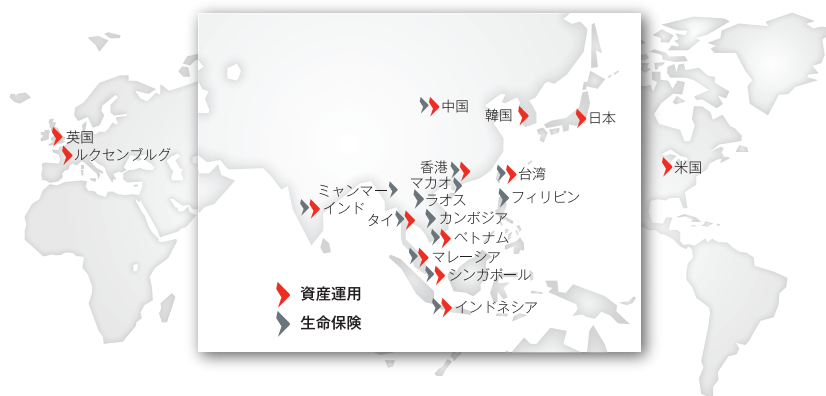 中国
韓国
日本
英国
ルクセンブルグ
香港
台湾
米国
マカオ
ミャンマー
ラオス
フィリピン
インド
タイ
カンボジア
ベトナム
マレーシア
シンガポール
資産運用
インドネシア
生命保険